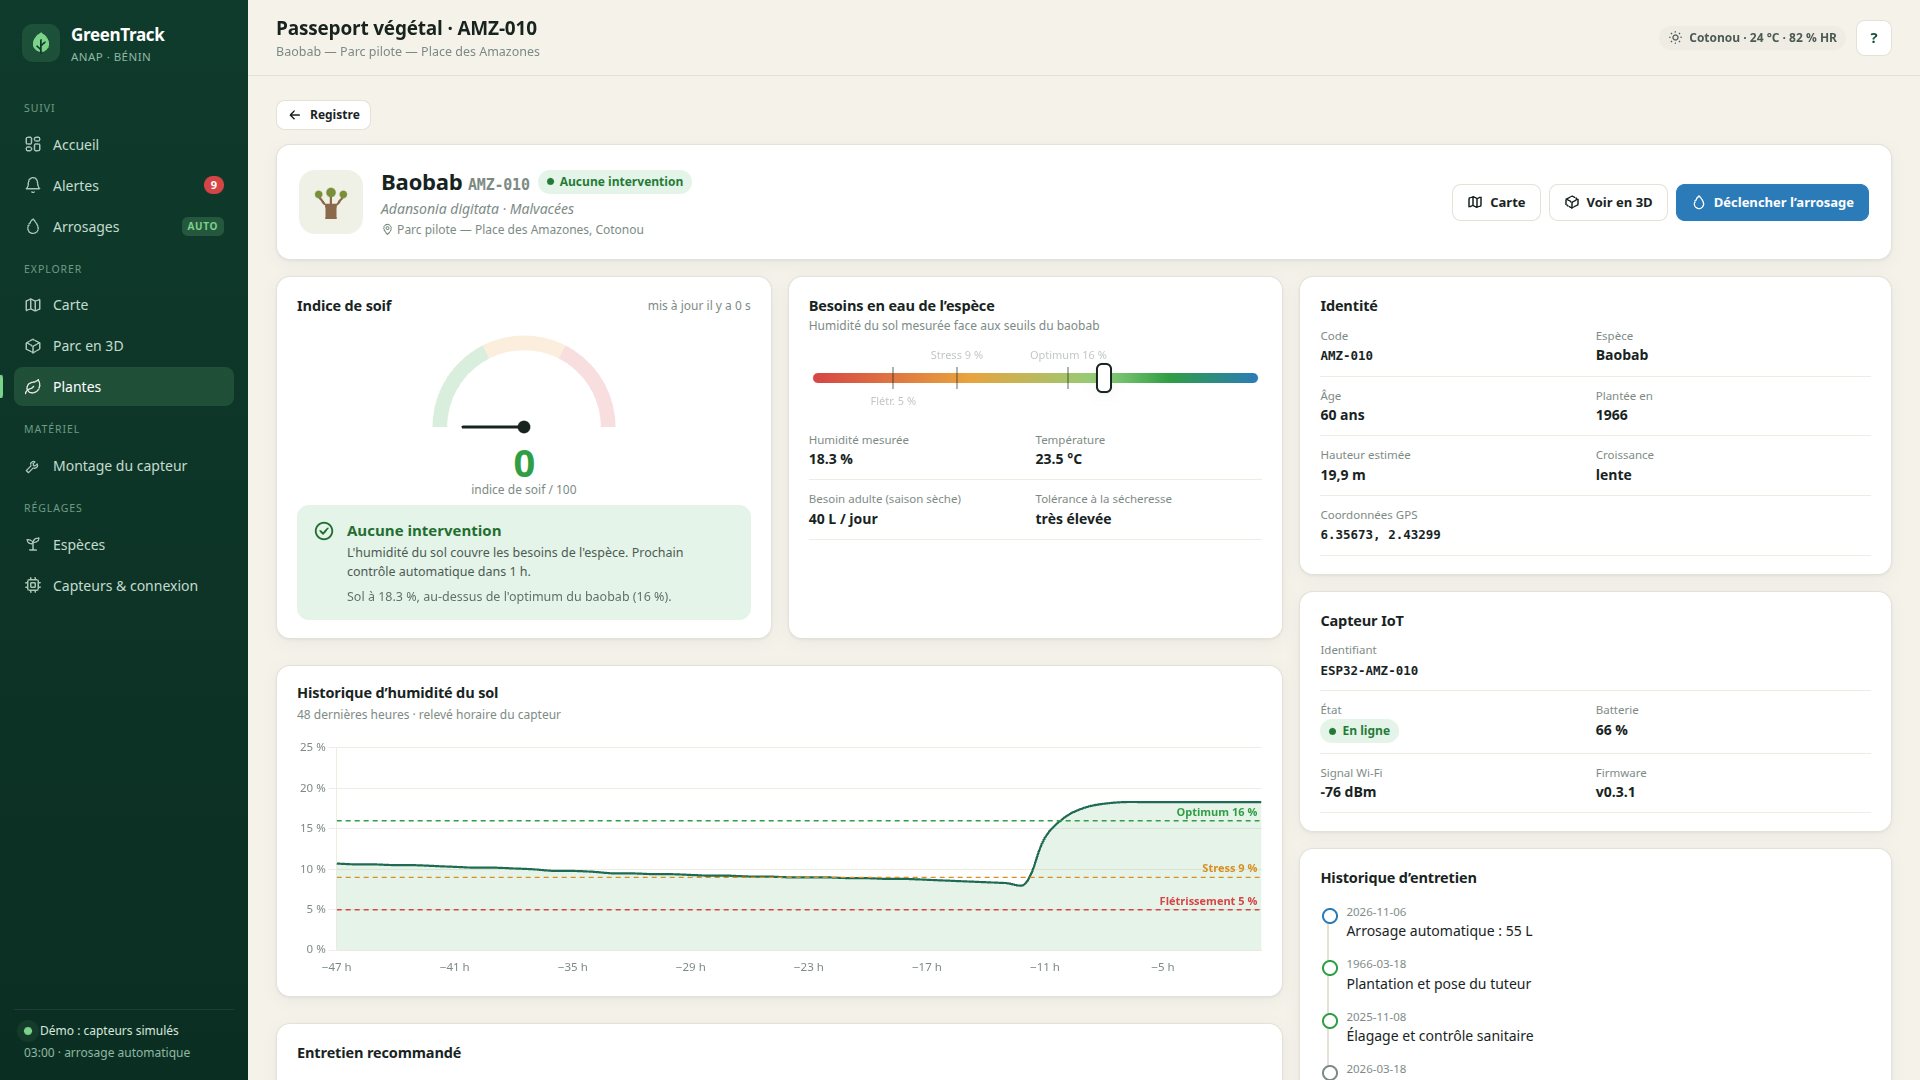 GreenTrack
ANAP · BÉNIN
SUIVI
Accueil
Alertes
9
Arrosages
AUTO
EXPLORER
Carte
Parc en 3D
Plantes
MATÉRIEL
Montage du capteur
RÉGLAGES
Espèces
Capteurs & connexion
Démo : capteurs simulés
03:00 · arrosage automatique
Passeport végétal · AMZ-010
Baobab — Parc pilote — Place des Amazones
Cotonou · 24 °C · 82 % HR
?
Registre
Baobab AMZ-010
Aucune intervention
Adansonia digitata · Malvacées
Parc pilote — Place des Amazones, Cotonou
Carte
Voir en 3D
Déclencher l’arrosage
Indice de soif
mis à jour il y a 0 s
0
indice de soif / 100
Aucune intervention
L'humidité du sol couvre les besoins de l'espèce. Prochain
contrôle automatique dans 1 h.
Sol à 18.3 %, au-dessus de l'optimum du baobab (16 %).
Besoins en eau de l’espèce
Humidité du sol mesurée face aux seuils du baobab
Stress 9 %
Optimum 16 %
Flétr. 5 %
Humidité mesurée
18.3 %
Température
23.5 °C
Besoin adulte (saison sèche)
40 L / jour
Tolérance à la sécheresse
très élevée
Identité
Code
AMZ-010
Espèce
Baobab
Âge
60 ans
Plantée en
1966
Hauteur estimée
19,9 m
Croissance
lente
Coordonnées GPS
6.35673, 2.43299
Capteur IoT
Identifiant
ESP32-AMZ-010
État
En ligne
Batterie
66 %
Signal Wi-Fi
-76 dBm
Firmware
v0.3.1
Historique d’humidité du sol
48 dernières heures · relevé horaire du capteur
25 %
20 %
15 %
10 %
5 %
0 %
Optimum 16 %
Stress 9 %
Flétrissement 5 %
−47 h
−41 h
−35 h
−29 h
−23 h
−17 h
−11 h
−5 h
Entretien recommandé
Historique d’entretien
2026-11-06
Arrosage automatique : 55 L
1966-03-18
Plantation et pose du tuteur
2025-11-08
Élagage et contrôle sanitaire
2026-03-18